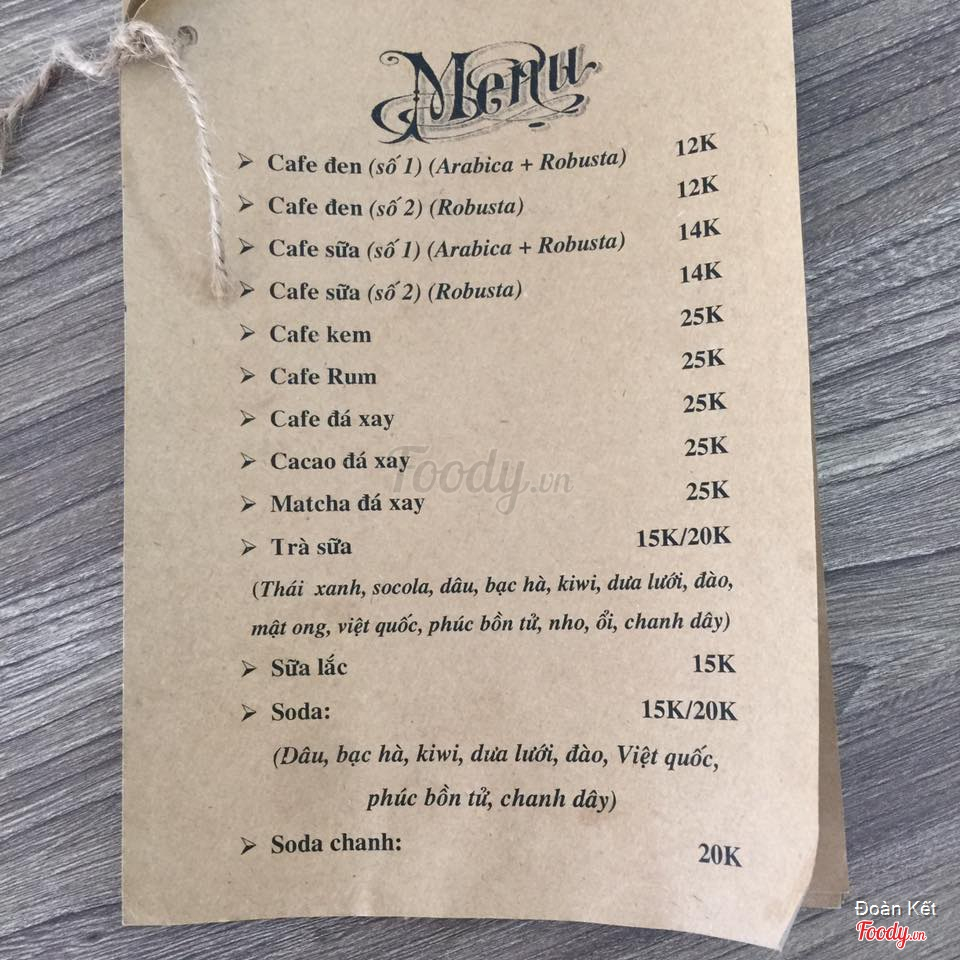 Menu
➢ Cafe đen (số 1) (Arabica + Robusta) 12K
➢ Cafe đen (số 2) (Robusta) 12K
➢ Cafe sữa (số 1) (Arabica + Robusta) 14K
➢ Cafe sữa (số 2) (Robusta) 14K
➢ Cafe kem 25K
➢ Cafe Rum 25K
➢ Cafe đá xay 25K
➢ Cacao đá xay 25K
Foody.vn
➢ Matcha đá xay 25K
➢ Trà sữa 15K/20K
(Thái xanh, socola, dâu, bạc hà, kiwi, dưa lưới, đào,
mật ong, việt quốc, phúc bồn tử, nho, ổi, chanh dây)
➢ Sữa lắc 15K
➢ Soda: 15K/20K
(Dâu, bạc hà, kiwi, dưa lưới, đào, Việt quốc,
phúc bồn tử, chanh dây)
➢ Soda chanh: 20K
Đoàn Kết
Foody.vn